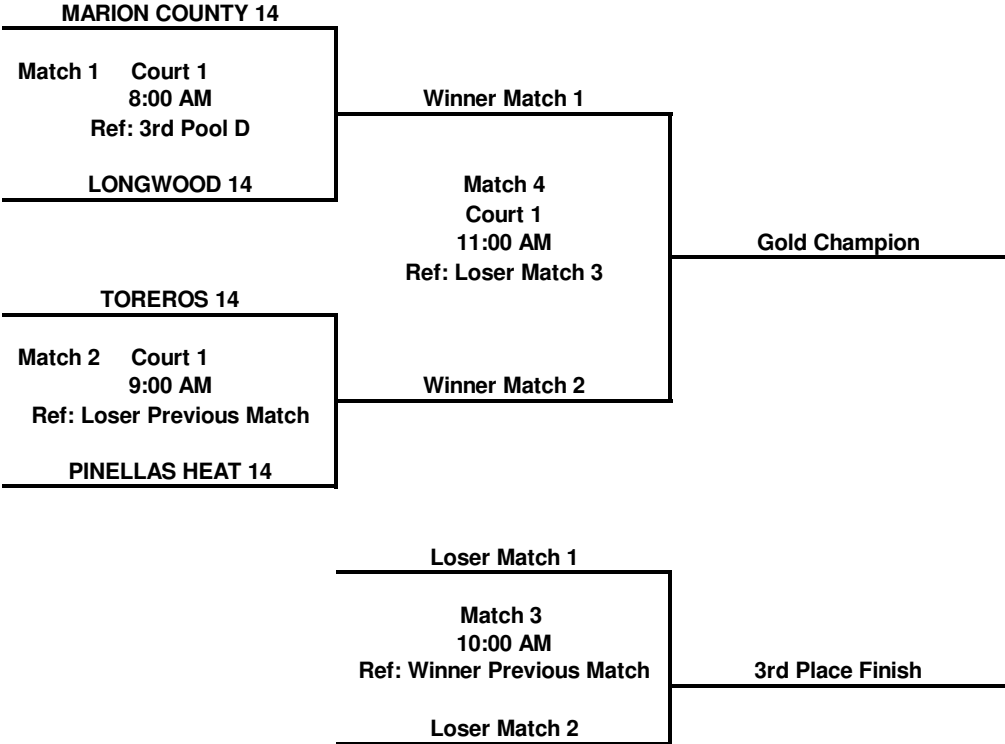 MARION COUNTY 14
Match 1 Court 1
8:00 AM
Ref: 3rd Pool D
LONGWOOD 14
Winner Match 1
Match 4
Court 1
11:00 AM
Ref: Loser Match 3
Gold Champion
TOREROS 14
Match 2 Court 1
9:00 AM
Ref: Loser Previous Match
PINELLAS HEAT 14
Winner Match 2
Loser Match 1
Match 3
10:00 AM
Ref: Winner Previous Match
3rd Place Finish
Loser Match 2